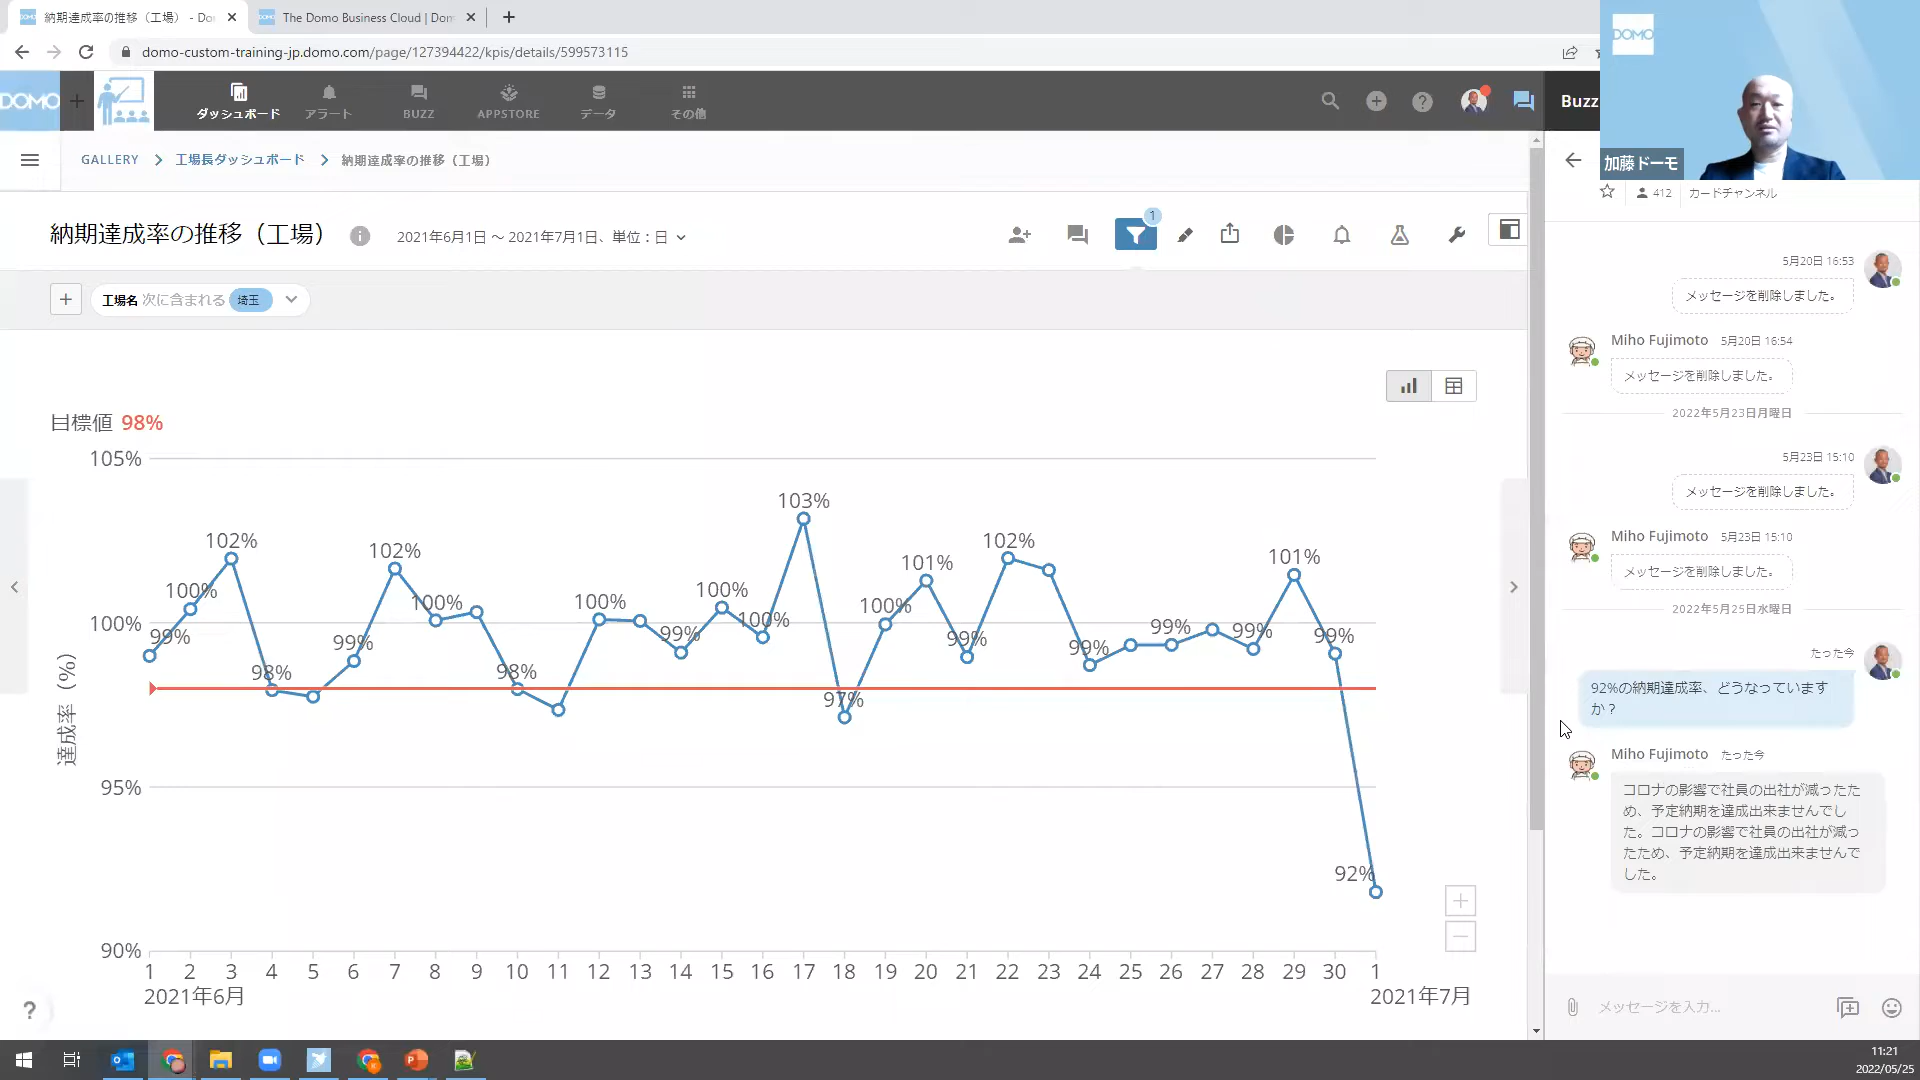 納期達成率の推移（工場） - Do
The Domo Business Cloud | Dom
domo-custom-training-jp.domo.com/page/127394422/kpis/details/599573115
DOMO
DOMO
ダッシュボード
アラート
BUZZ
APPSTORE
データ
その他
Buzz
加藤ドーモ
GALLERY > 工場長ダッシュボード > 納期達成率の推移（工場）
412 カードチャンネル
納期達成率の推移（工場）
2021年6月1日 ～ 2021年7月1日、単位：日
1
工場名 次に含まれる 埼玉
目標値 98%
105%
100%
95%
90%
達成率（%）
99%
100%
102%
98%
99%
102%
100%
98%
100%
99%
100%
100%
103%
97%
100%
101%
99%
102%
99%
99%
99%
101%
99%
92%
1 2 3 4 5 6 7 8 9 10 11 12 13 14 15 16 17 18 19 20 21 22 23 24 25 26 27 28 29 30 1
2021年6月
2021年7月
5月20日 16:53
メッセージを削除しました。
Miho Fujimoto 5月20日 16:54
メッセージを削除しました。
2022年5月23日月曜日
5月23日 15:10
メッセージを削除しました。
Miho Fujimoto 5月23日 15:10
メッセージを削除しました。
2022年5月25日水曜日
たった今
92%の納期達成率、どうなっています
か？
Miho Fujimoto たった今
コロナの影響で社員の出社が減ったた
め、予定納期を達成出来ませんでし
た。コロナの影響で社員の出社が減っ
たため、予定納期を達成出来ませんで
した。
メッセージを入力...
11:21
2022/05/25